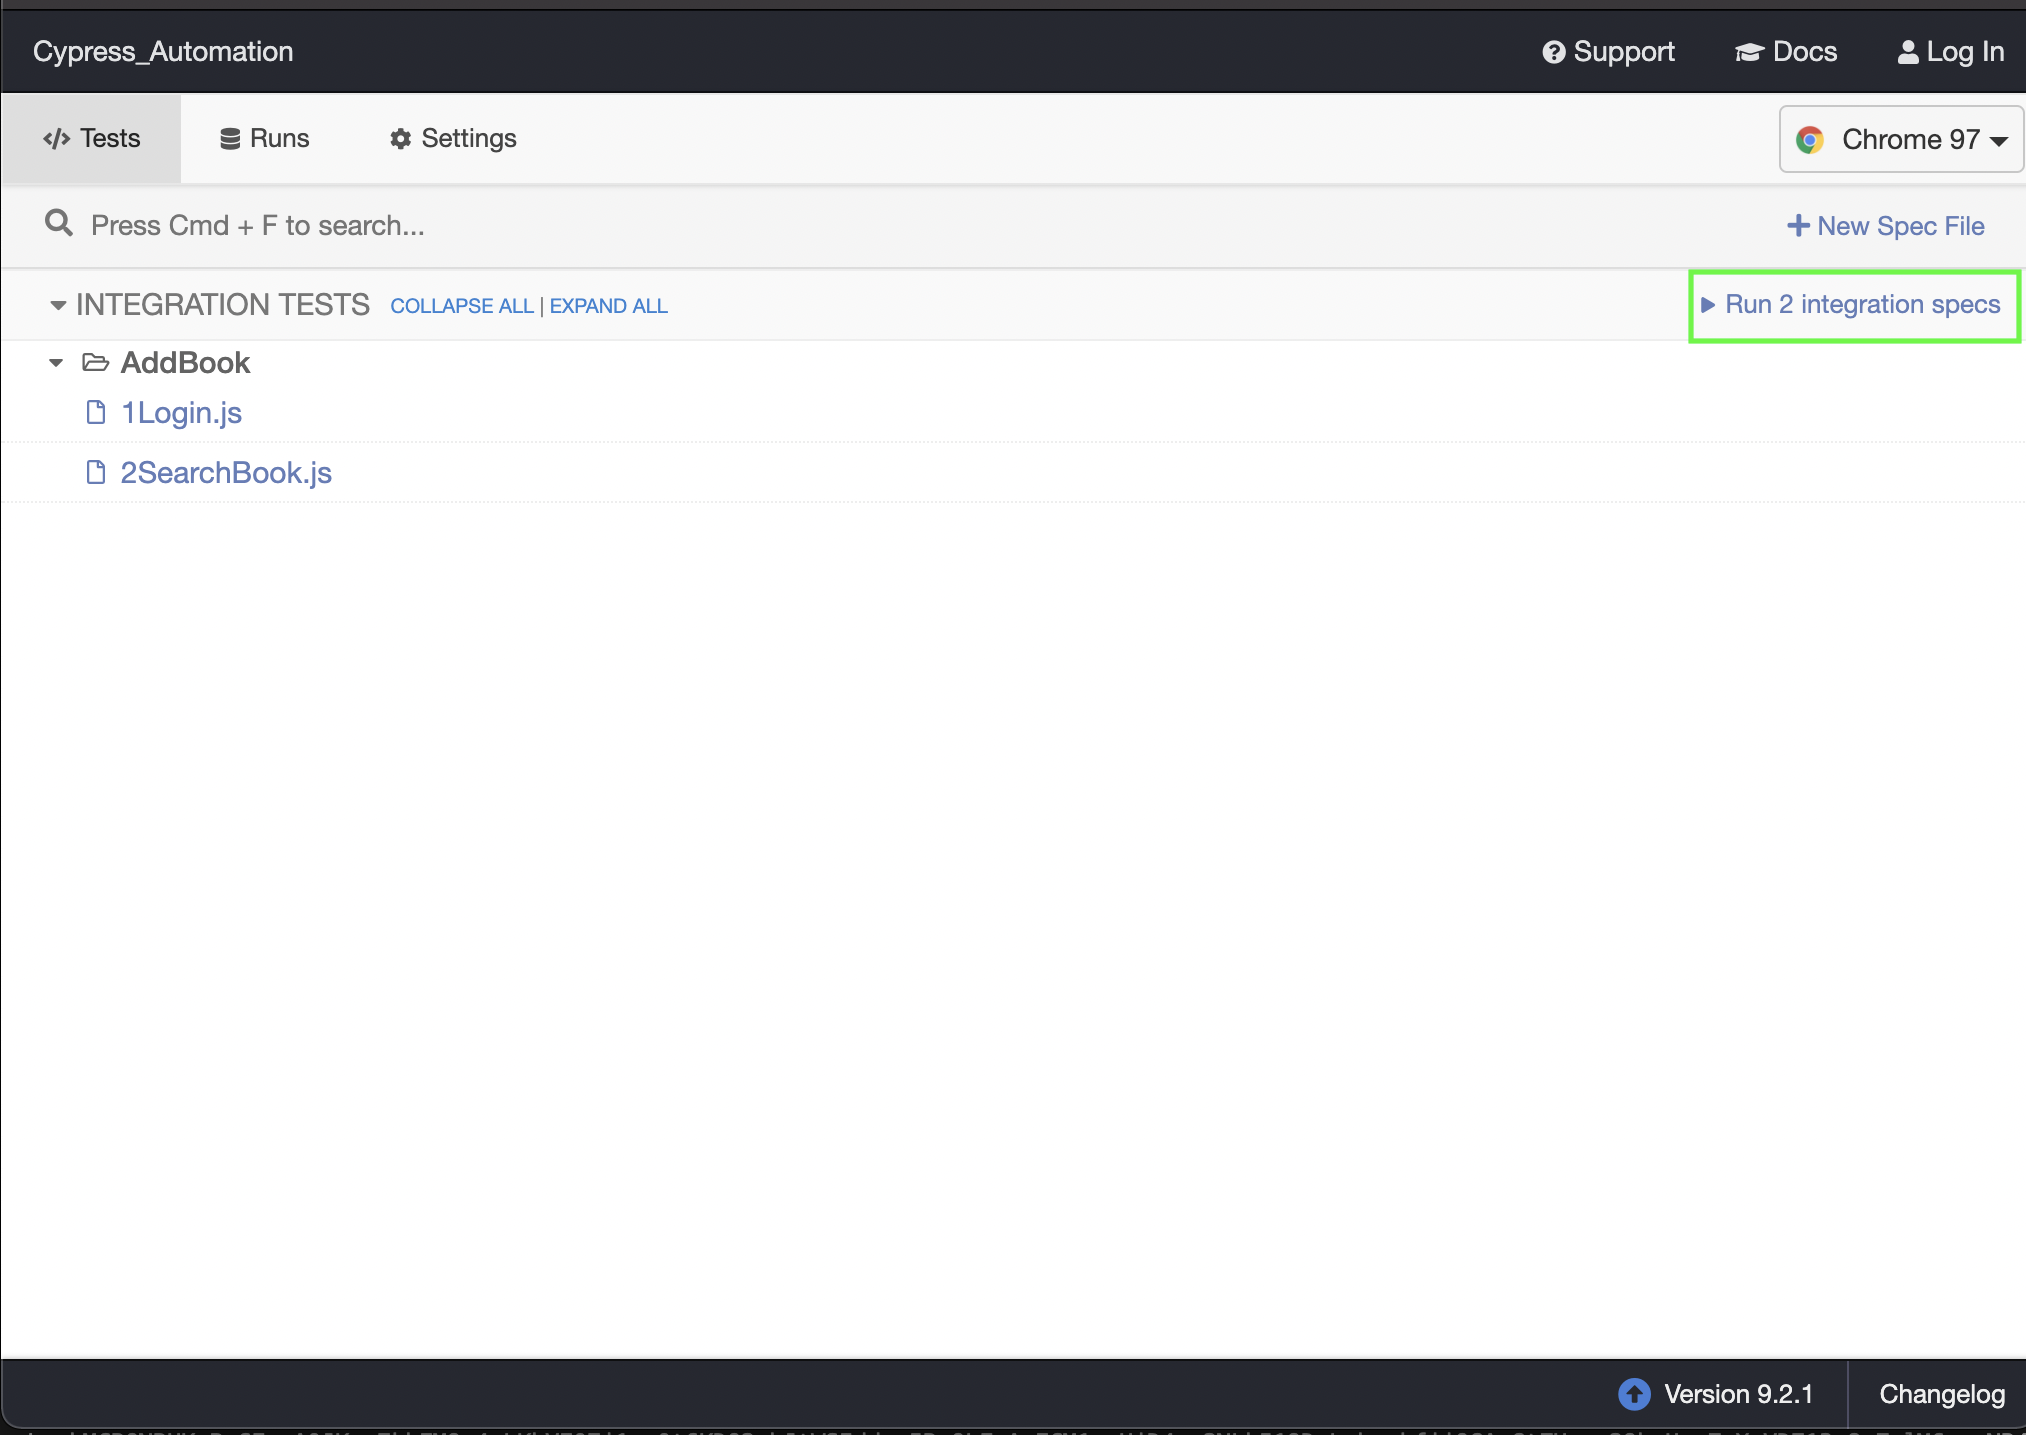 Cypress_Automation
Support
Docs
Log In
Tests
Runs
Settings
Chrome 97
Press Cmd + F to search...
New Spec File
INTEGRATION TESTS COLLAPSE ALL | EXPAND ALL
Run 2 integration specs
AddBook
1Login.js
2SearchBook.js
Version 9.2.1
Changelog